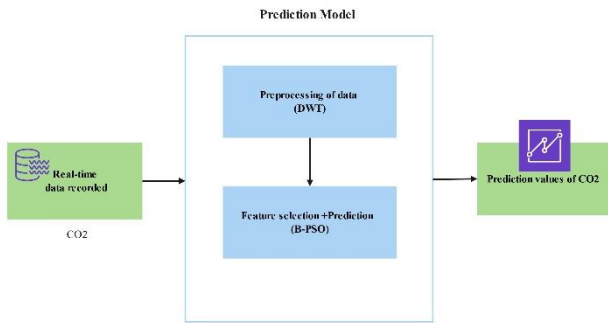 Prediction Model
Preprocessing of data
(DWT)
Real-time
data recorded
CO2
Feature selection +Prediction
(B-PSO)
Prediction values of CO2